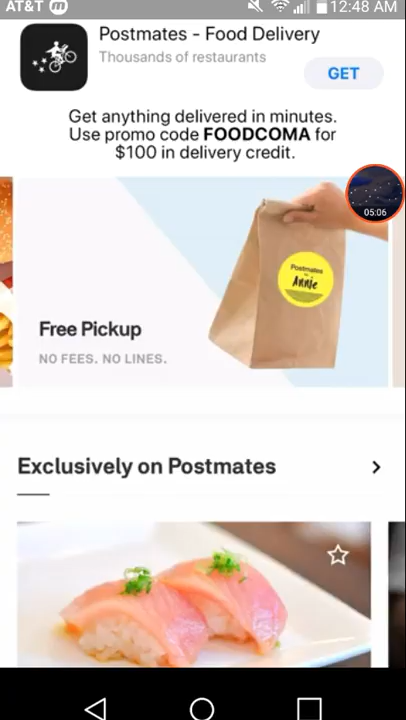 AT&T m 12:48 AM
Postmates - Food Delivery
Thousands of restaurants
GET
Get anything delivered in minutes.
Use promo code FOODCOMA for
$100 in delivery credit.
05:06
Postmates
Annie
Free Pickup
NO FEES. NO LINES.
Exclusively on Postmates